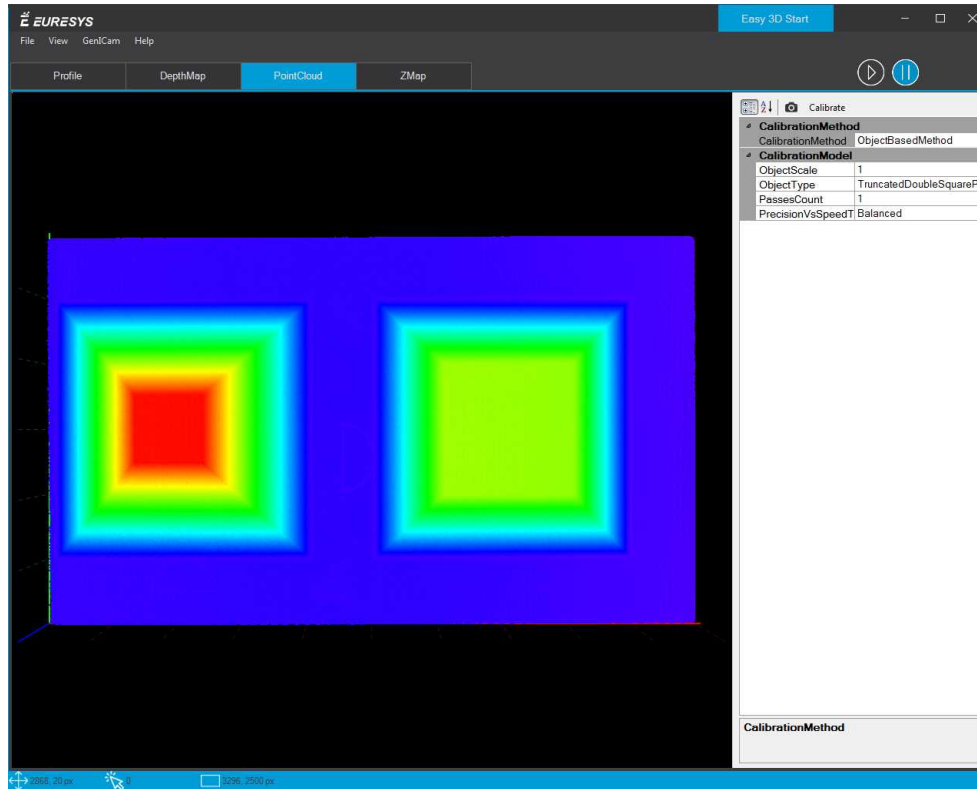 EURESYS
Easy 3D Start
File View GenICam Help
Profile DepthMap PointCloud ZMap
Calibrate
CalibrationMethod
CalibrationMethod ObjectBasedMethod
CalibrationModel
ObjectScale 1
ObjectType TruncatedDoubleSquareP
PassesCount 1
PrecisionVsSpeedT Balanced
CalibrationMethod
2868, 20 px 0 3296, 2500 px